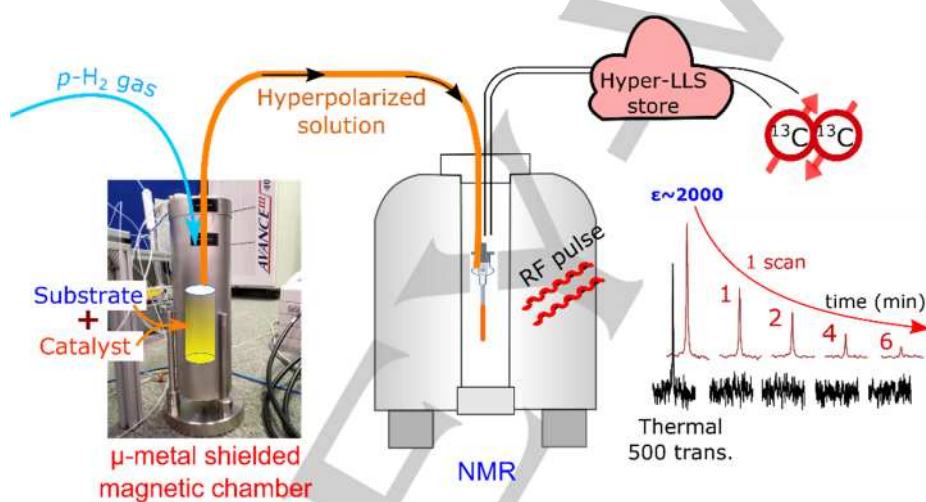 p-H₂ gas
Hyperpolarized
solution
Hyper-LLS
store
¹³C ¹³C
AVANCE III
40
Substrate
+
Catalyst
μ-metal shielded
magnetic chamber
RF pulse
NMR
ε~2000
1 scan
time (min)
1
2
4
6
Thermal
500 trans.